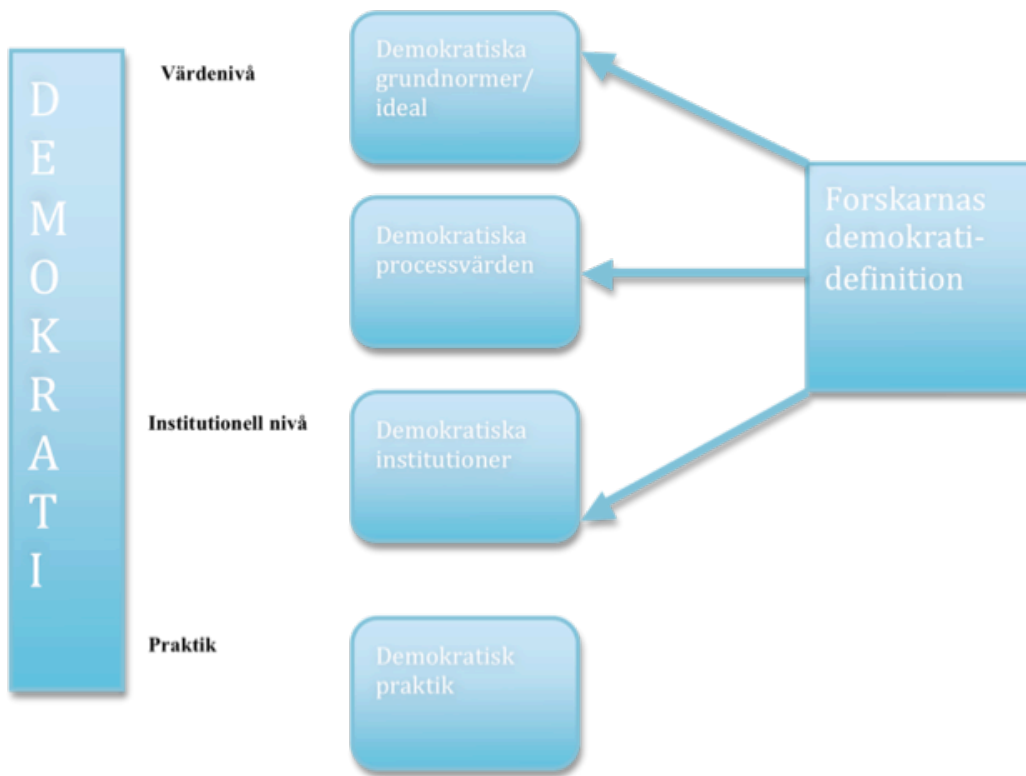 D
E
M
O
K
R
A
T
I
Värdenivå
Demokratiska
grundnormer/
ideal
Demokratiska
processvärden
Forskarnas
demokrati-
definition
Institutionell nivå
Demokratiska
institutioner
Praktik
Demokratisk
praktik